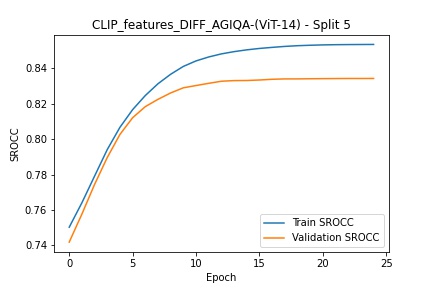 CLIP_features_DIFF_AGIQA-(ViT-14) - Split 5
SROCC
0.84
0.82
0.80
0.78
0.76
0.74
Train SROCC
Validation SROCC
0 5 10 15 20 25
Epoch